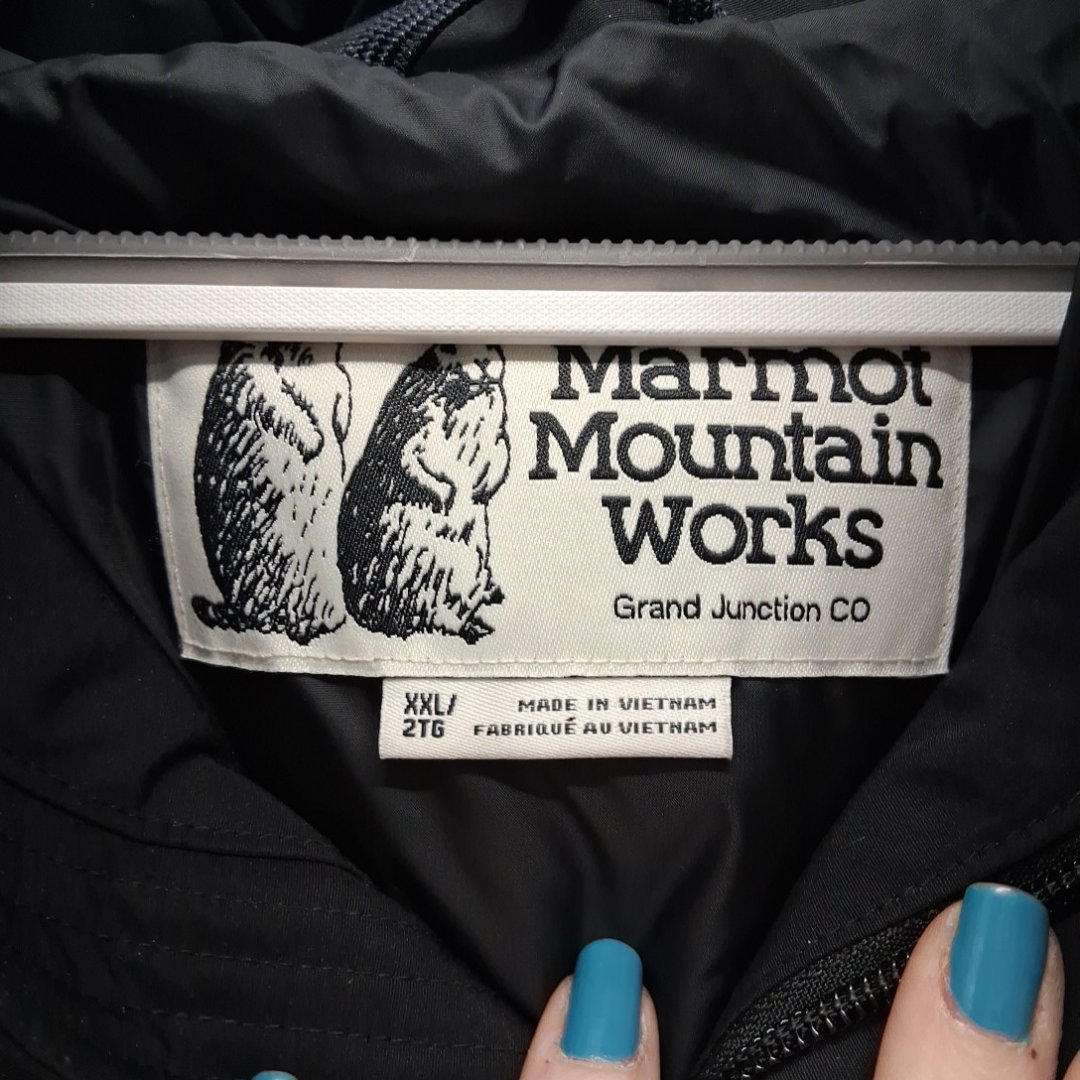 Marmot
Mountain
Works
Grand Junction CO
XXL/ MADE IN VIETNAM
2TG FABRIQUÉ AU VIETNAM